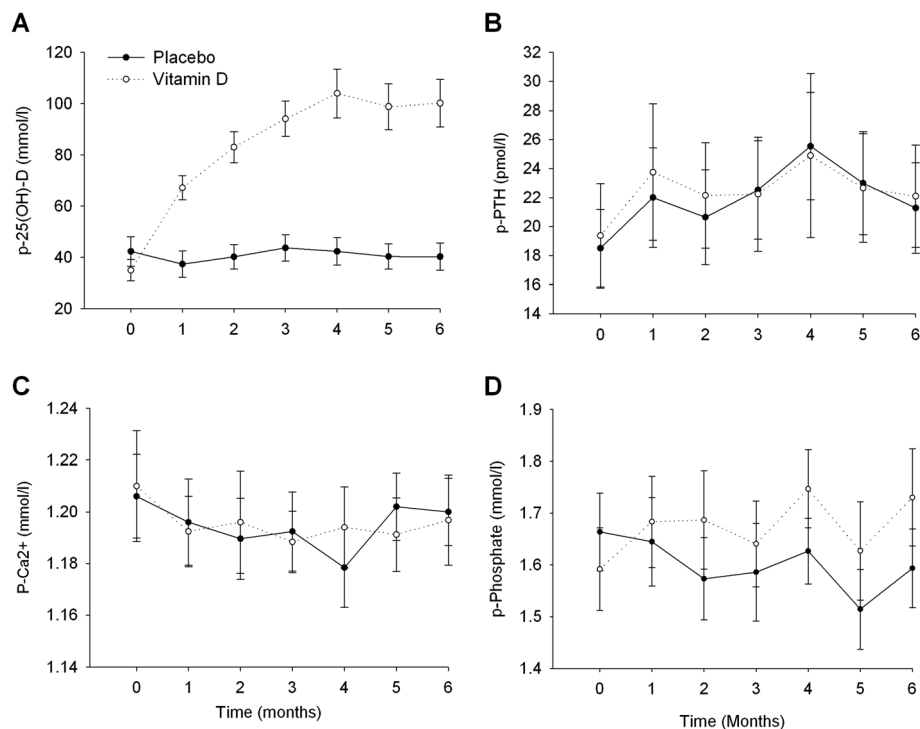 A
p-25(OH)-D (mmol/l)
120
100
80
60
40
20
Placebo
Vitamin D
0 1 2 3 4 5 6
B
p-PTH (pmol/l)
32
30
28
26
24
22
20
18
16
14
0 1 2 3 4 5 6
C
P-Ca2+ (mmol/l)
1.24
1.22
1.20
1.18
1.16
1.14
0 1 2 3 4 5 6
Time (months)
D
p-Phosphate (mmol/l)
1.9
1.8
1.7
1.6
1.5
1.4
0 1 2 3 4 5 6
Time (Months)